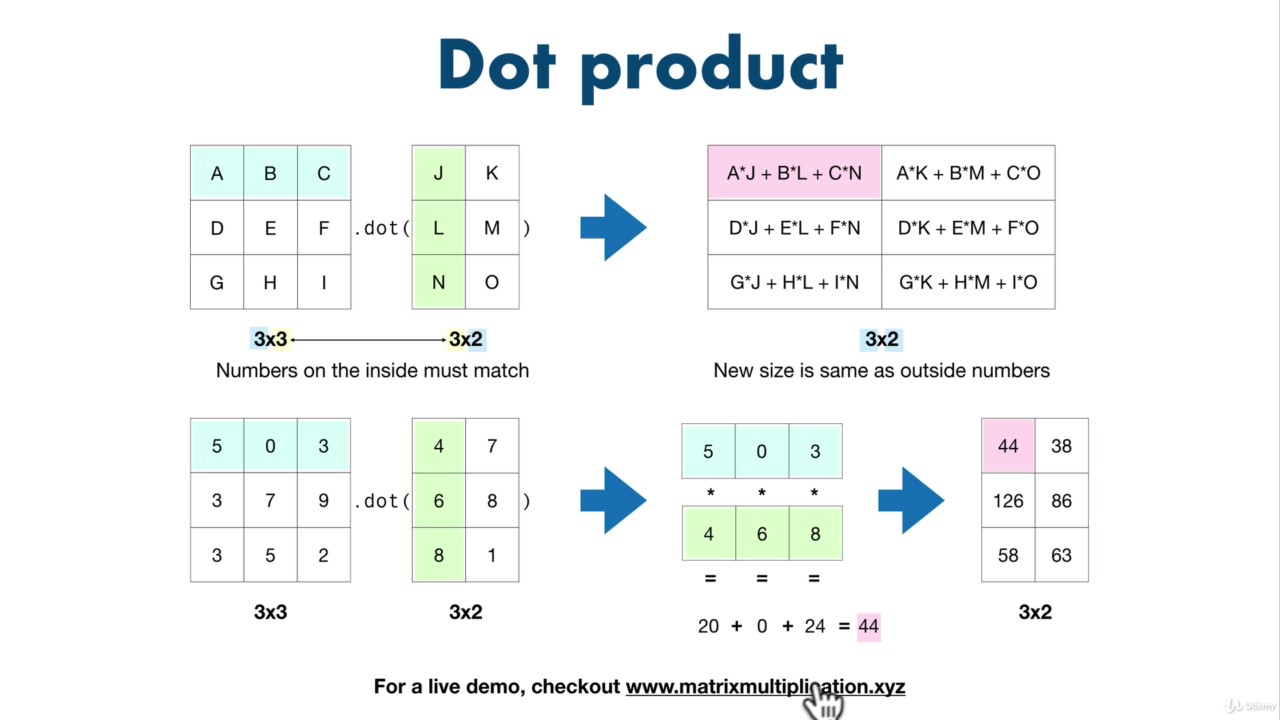 Dot product
A B C
D E F
G H I
.dot(
J K
L M
N O
)
A*J + B*L + C*N A*K + B*M + C*O
D*J + E*L + F*N D*K + E*M + F*O
G*J + H*L + I*N G*K + H*M + I*O
3x3 3x2 3x2
Numbers on the inside must match
New size is same as outside numbers
5 0 3
3 7 9
3 5 2
.dot(
4 7
6 8
8 1
)
5 0 3
* * *
4 6 8
= = =
20 + 0 + 24 = 44
44 38
126 86
58 63
3x3 3x2 3x2
For a live demo, checkout www.matrixmultiplication.xyz
Udemy